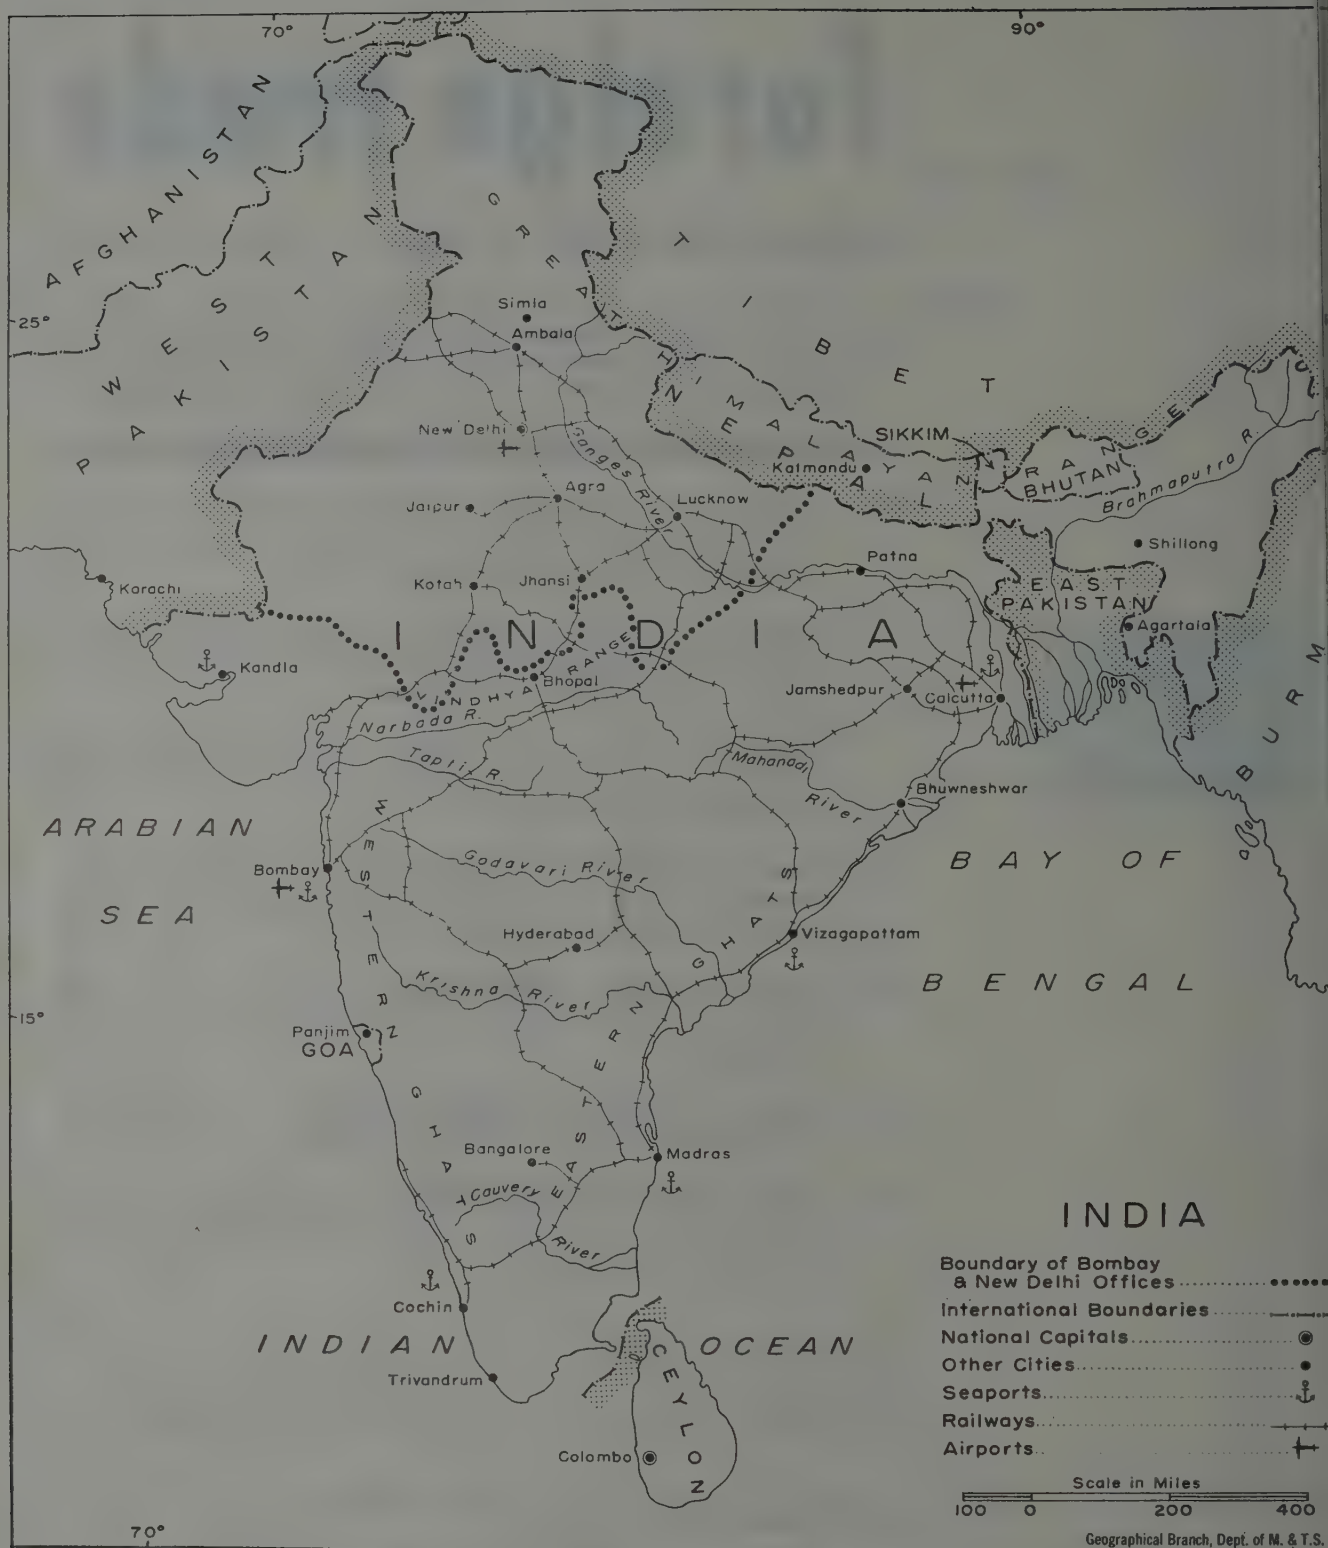 70°
90°
AFGHANISTAN
WEST
PAKISTAN
TIBET
GREAT HIMALAYAN RANGE
25°
Simla
Ambala
New Delhi
Ganges River
NEPAL
SIKKIM
Katmandu
BHUTAN
Brahmaputra R.
Agra
Lucknow
Jaipur
Shillong
Patna
Karachi
Kotah
Jhansi
EAST
PAKISTAN
Agartala
INDIA
Kandla
VINDHYA RANGE
Bhopal
Jamshedpur
Calcutta
BURM
Narbada R.
Tapti R.
Mahanadi
River
Bhuwneshwar
ARABIAN
SEA
BAY OF
BENGAL
Bombay
Godavari River
WESTERN GHATS
Hyderabad
Vizagapattam
Krishna River
EASTERN GHATS
15°
Panjim
GOA
Bangalore
Madras
Cauvery
River
Cochin
INDIAN OCEAN
Trivandrum
CEYLON
Colombo
70°
INDIA
Boundary of Bombay
& New Delhi Offices
International Boundaries
National Capitals
Other Cities
Seaports
Railways
Airports
Scale in Miles
100 0 200 400
Geographical Branch, Dept. of M. & T.S.